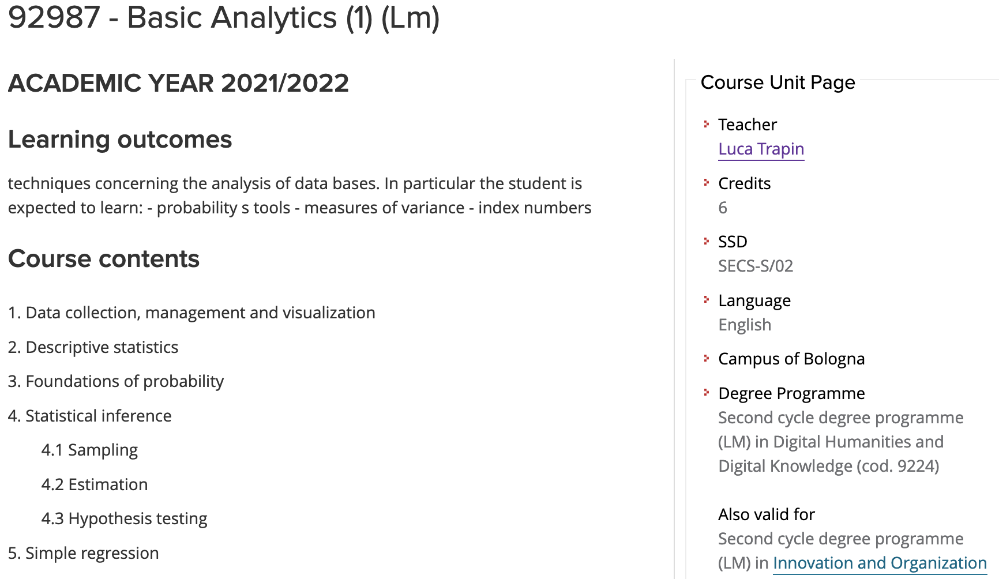 92987 - Basic Analytics (1) (Lm)
ACADEMIC YEAR 2021/2022
Learning outcomes
techniques concerning the analysis of data bases. In particular the student is
expected to learn: - probability s tools - measures of variance - index numbers
Course contents
1. Data collection, management and visualization
2. Descriptive statistics
3. Foundations of probability
4. Statistical inference
4.1 Sampling
4.2 Estimation
4.3 Hypothesis testing
5. Simple regression
Course Unit Page
Teacher
Luca Trapin
Credits
6
SSD
SECS-S/02
Language
English
Campus of Bologna
Degree Programme
Second cycle degree programme
(LM) in Digital Humanities and
Digital Knowledge (cod. 9224)
Also valid for
Second cycle degree programme
(LM) in Innovation and Organization